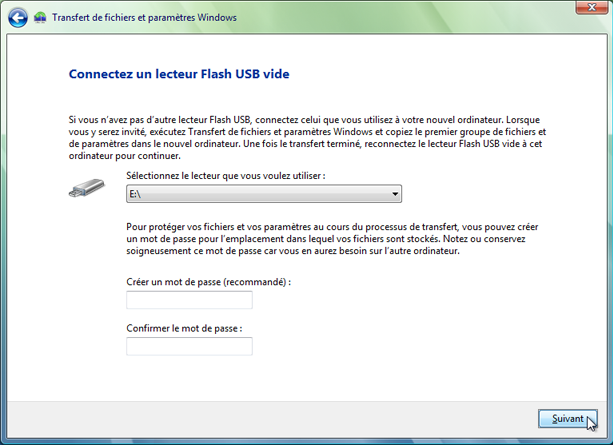 Transfert de fichiers et paramètres Windows
Connectez un lecteur Flash USB vide
Si vous n'avez pas d'autre lecteur Flash USB, connectez celui que vous utilisez à votre nouvel ordinateur. Lorsque
vous y serez invité, exécutez Transfert de fichiers et paramètres Windows et copiez le premier groupe de fichiers et
de paramètres dans le nouvel ordinateur. Une fois le transfert terminé, reconnectez le lecteur Flash USB vide à cet
ordinateur pour continuer.
Sélectionnez le lecteur que vous voulez utiliser :
E:\
Pour protéger vos fichiers et vos paramètres au cours du processus de transfert, vous pouvez créer
un mot de passe pour l'emplacement dans lequel vos fichiers sont stockés. Notez ou conservez
soigneusement ce mot de passe car vous en aurez besoin sur l'autre ordinateur.
Créer un mot de passe (recommandé) :
Confirmer le mot de passe :
Suivant